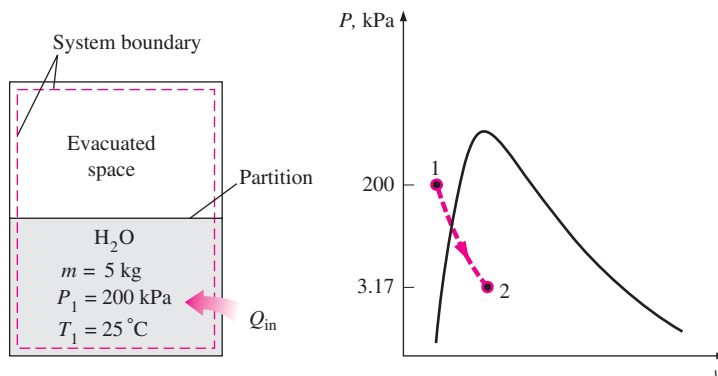 System boundary
Evacuated
space
Partition
H₂O
m = 5 kg
P₁ = 200 kPa
T₁ = 25 °C
Q_in
P, kPa
200
3.17
1
2